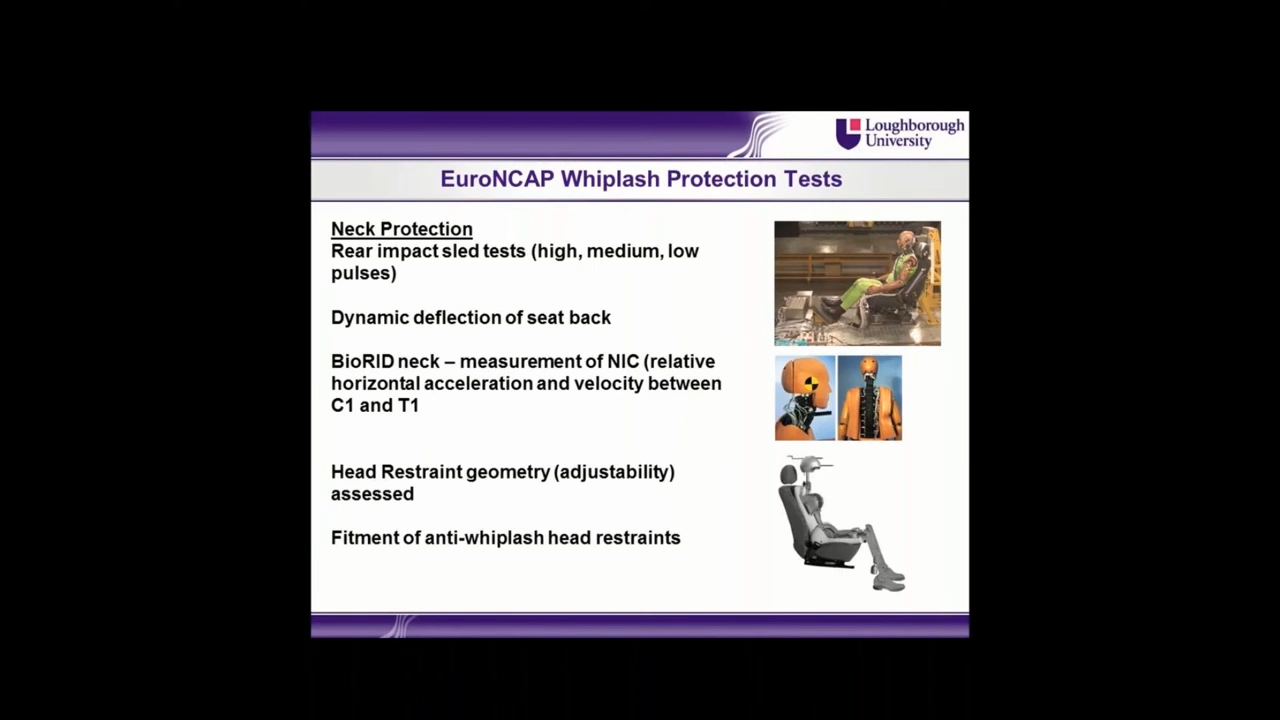 Loughborough
University
EuroNCAP Whiplash Protection Tests
Neck Protection
Rear impact sled tests (high, medium, low
pulses)
Dynamic deflection of seat back
BioRID neck – measurement of NIC (relative
horizontal acceleration and velocity between
C1 and T1
Head Restraint geometry (adjustability)
assessed
Fitment of anti-whiplash head restraints